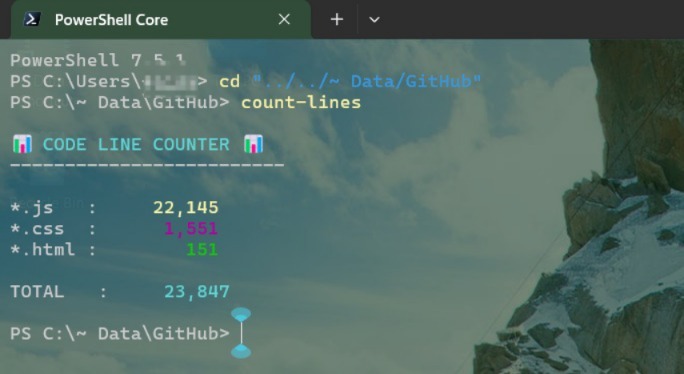 PowerShell Core
PowerShell 7.5.1
PS C:\Users\> cd "../../~ Data/GitHub"
PS C:\~ Data\GitHub> count-lines
📊 CODE LINE COUNTER 📊
--------------------------
*.js   :     22,145
*.css  :      1,551
*.html :        151
TOTAL   :     23,847
PS C:\~ Data\GitHub>